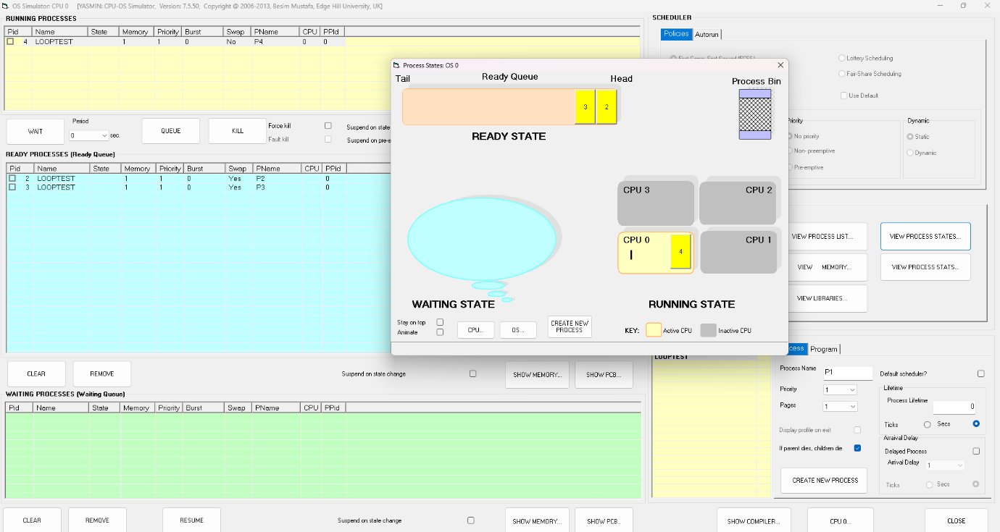 OS Simulator: CPU 0 [YASMIN: CPU-OS Simulator, Version: 7.5.50, Copyright @ 2006-2013, Besim Mustafa, Edge Hill University, UK]
RUNNING PROCESSES
Pid Name State Memory Priority Burst Swap PName CPU PPId
4 LOOPTEST 1 1 0 No P4 0 0
WAIT
Period
0 sec.
QUEUE
KILL
Force kill
Fault kill
Suspend on state
Suspend on pre-e
READY PROCESSES (Ready Queue)
Pid Name State Memory Priority Burst Swap PName CPU PPId
2 LOOPTEST 1 1 0 Yes P2 0
3 LOOPTEST 1 1 0 Yes P3 0
CLEAR
REMOVE
Suspend on state change
SHOW MEMORY...
SHOW PCB...
WAITING PROCESSES (Waiting Queue)
Pid Name State Memory Priority Burst Swap PName CPU PPid
CLEAR
REMOVE
RESUME
Suspend on state change
SHOW MEMORY...
SHOW PCB..
Process States: OS 0
Tail Ready Queue Head
Process Bin
3 2
READY STATE
CPU 3 CPU 2
CPU 0 CPU 1
4
WAITING STATE
RUNNING STATE
Stay on top
Animate
CPU...
OS...
CREATE NEW
PROCESS
KEY: Active CPU Inactive CPU
SCHEDULER
Policies Autorun
Lottery Scheduling
Fair-Share Scheduling
Use Default
Priority
No priority
Non- preemptive
Pre-emptive
Dynamic
Static
Dynamic
VIEW PROCESS LIST...
VIEW PROCESS STATES...
VIEW MEMORY...
VIEW PROCESS STATS...
VIEW LIBRARIES...
cess Program
LOOPTEST
Process Name P1
Default scheduler?
Priority 1
Pages 1
Lifetime
Process Lifetime 0
Ticks Secs
Display profile on exit
If parent dies, children die
Arrival Delay
Delayed Process
Arrival Delay 1
Ticks Secs
CREATE NEW PROCESS
SHOW COMPILER...
CPU 0...
CLOSE